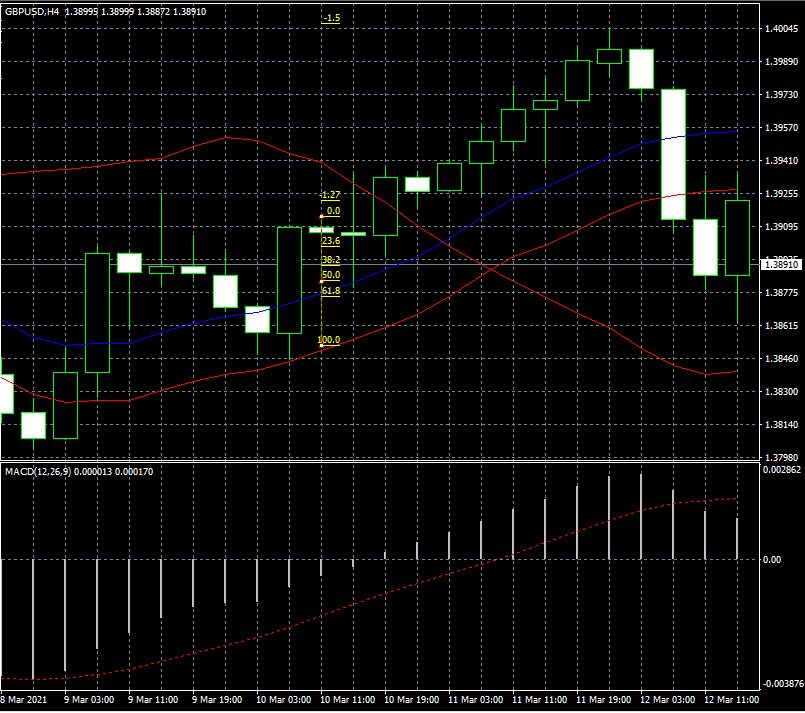 GBPUSD,H4 1.38995 1.38999 1.38872 1.38910
-1.5
1.40045
1.39890
1.39730
1.39570
1.39410
-1.27
1.39255
0.0
1.39095
23.6
38.2
1.38910
50.0
1.38775
61.8
1.38615
100.0
1.38460
1.38300
1.38140
1.37980
MACD(12,26,9) 0.000013 0.000170
0.002862
0.00
-0.003876
8 Mar 2021
9 Mar 03:00
9 Mar 11:00
9 Mar 19:00
10 Mar 03:00
10 Mar 11:00
10 Mar 19:00
11 Mar 03:00
11 Mar 11:00
11 Mar 19:00
12 Mar 03:00
12 Mar 11:00